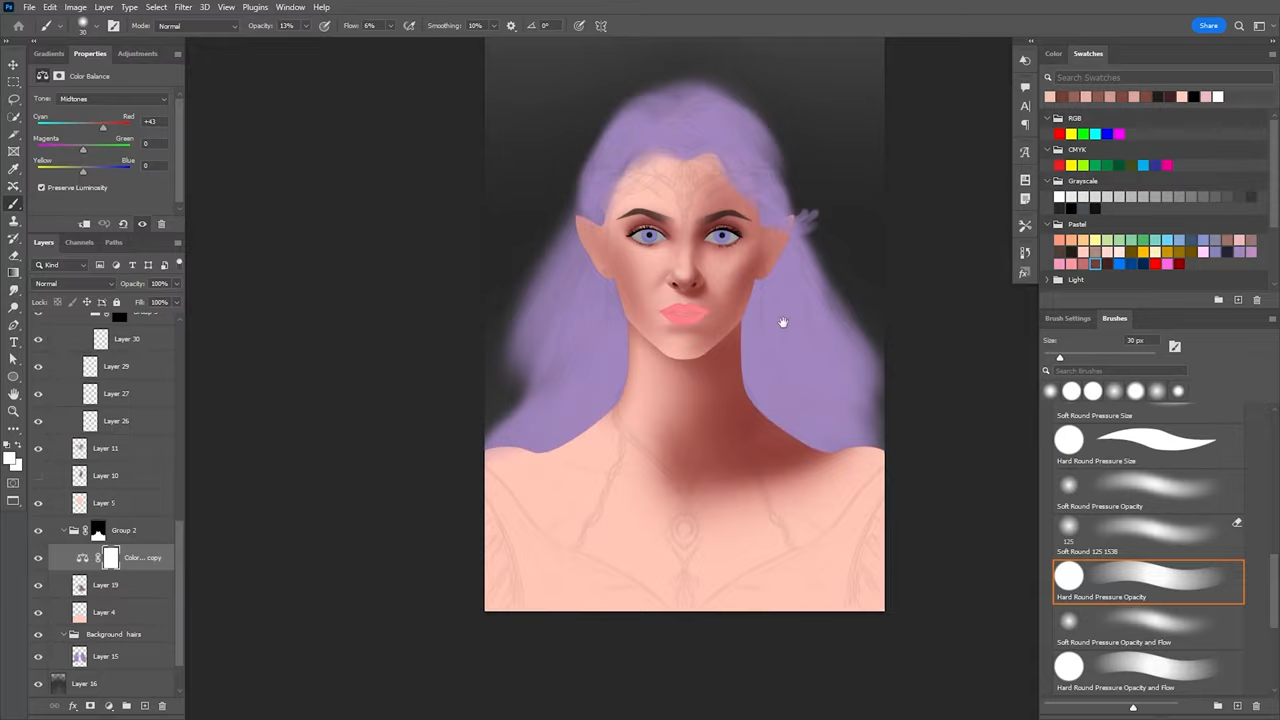 File Edit Image Layer Type Select Filter 3D View Plugins Window Help
30 Mode: Normal Opacity: 13% Flow: 6% Smoothing: 10% 0° Share
Gradients Properties Adjustments
Color Balance
Tone: Midtones
Cyan Red +43
Magenta Green 0
Yellow Blue 0
Preserve Luminosity
Layers Channels Paths
Kind
Normal Opacity: 100%
Lock: Fill: 100%
Layer 30
Layer 29
Layer 27
Layer 26
Layer 11
Layer 10
Layer 5
Group 2
Color... copy
Layer 19
Layer 4
Background hairs
Layer 15
Layer 16
Color Swatches
Search Swatches
RGB
CMYK
Grayscale
Pastel
Light
Brush Settings Brushes
Size: 30 px
Search Brushes
Soft Round Pressure Size
Hard Round Pressure Size
Soft Round Pressure Opacity
125
Soft Round 125 1538
Hard Round Pressure Opacity
Soft Round Pressure Opacity and Flow
Hard Round Pressure Opacity and Flow